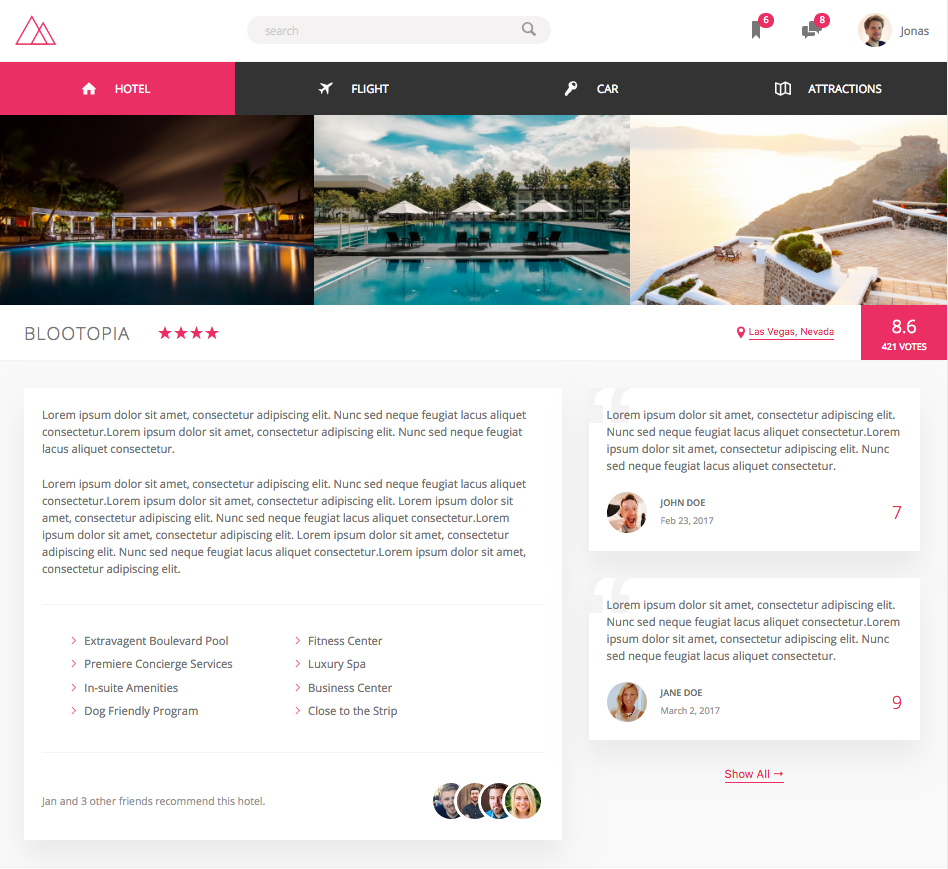 search
6
8
Jonas
HOTEL
FLIGHT
CAR
ATTRACTIONS
BLOOTOPIA
Las Vegas, Nevada
8.6
421 VOTES
Lorem ipsum dolor sit amet, consectetur adipiscing elit. Nunc sed neque feugiat lacus aliquet
consectetur.Lorem ipsum dolor sit amet, consectetur adipiscing elit. Nunc sed neque feugiat
lacus aliquet consectetur.
Lorem ipsum dolor sit amet, consectetur adipiscing elit. Nunc sed neque feugiat lacus aliquet
consectetur.Lorem ipsum dolor sit amet, consectetur adipiscing elit. Lorem ipsum dolor sit
amet, consectetur adipiscing elit. Nunc sed neque feugiat lacus aliquet consectetur.Lorem
ipsum dolor sit amet, consectetur adipiscing elit. Lorem ipsum dolor sit amet, consectetur
adipiscing elit. Nunc sed neque feugiat lacus aliquet consectetur.Lorem ipsum dolor sit amet,
consectetur adipiscing elit.
Extravagent Boulevard Pool
Premiere Concierge Services
In-suite Amenities
Dog Friendly Program
Fitness Center
Luxury Spa
Business Center
Close to the Strip
Jan and 3 other friends recommend this hotel.
“
Lorem ipsum dolor sit amet, consectetur adipiscing elit.
Nunc sed neque feugiat lacus aliquet consectetur.Lorem
ipsum dolor sit amet, consectetur adipiscing elit. Nunc
sed neque feugiat lacus aliquet consectetur.
JOHN DOE
Feb 23, 2017
7
“
Lorem ipsum dolor sit amet, consectetur adipiscing elit.
Nunc sed neque feugiat lacus aliquet consectetur.Lorem
ipsum dolor sit amet, consectetur adipiscing elit. Nunc
sed neque feugiat lacus aliquet consectetur.
JANE DOE
March 2, 2017
9
Show All →